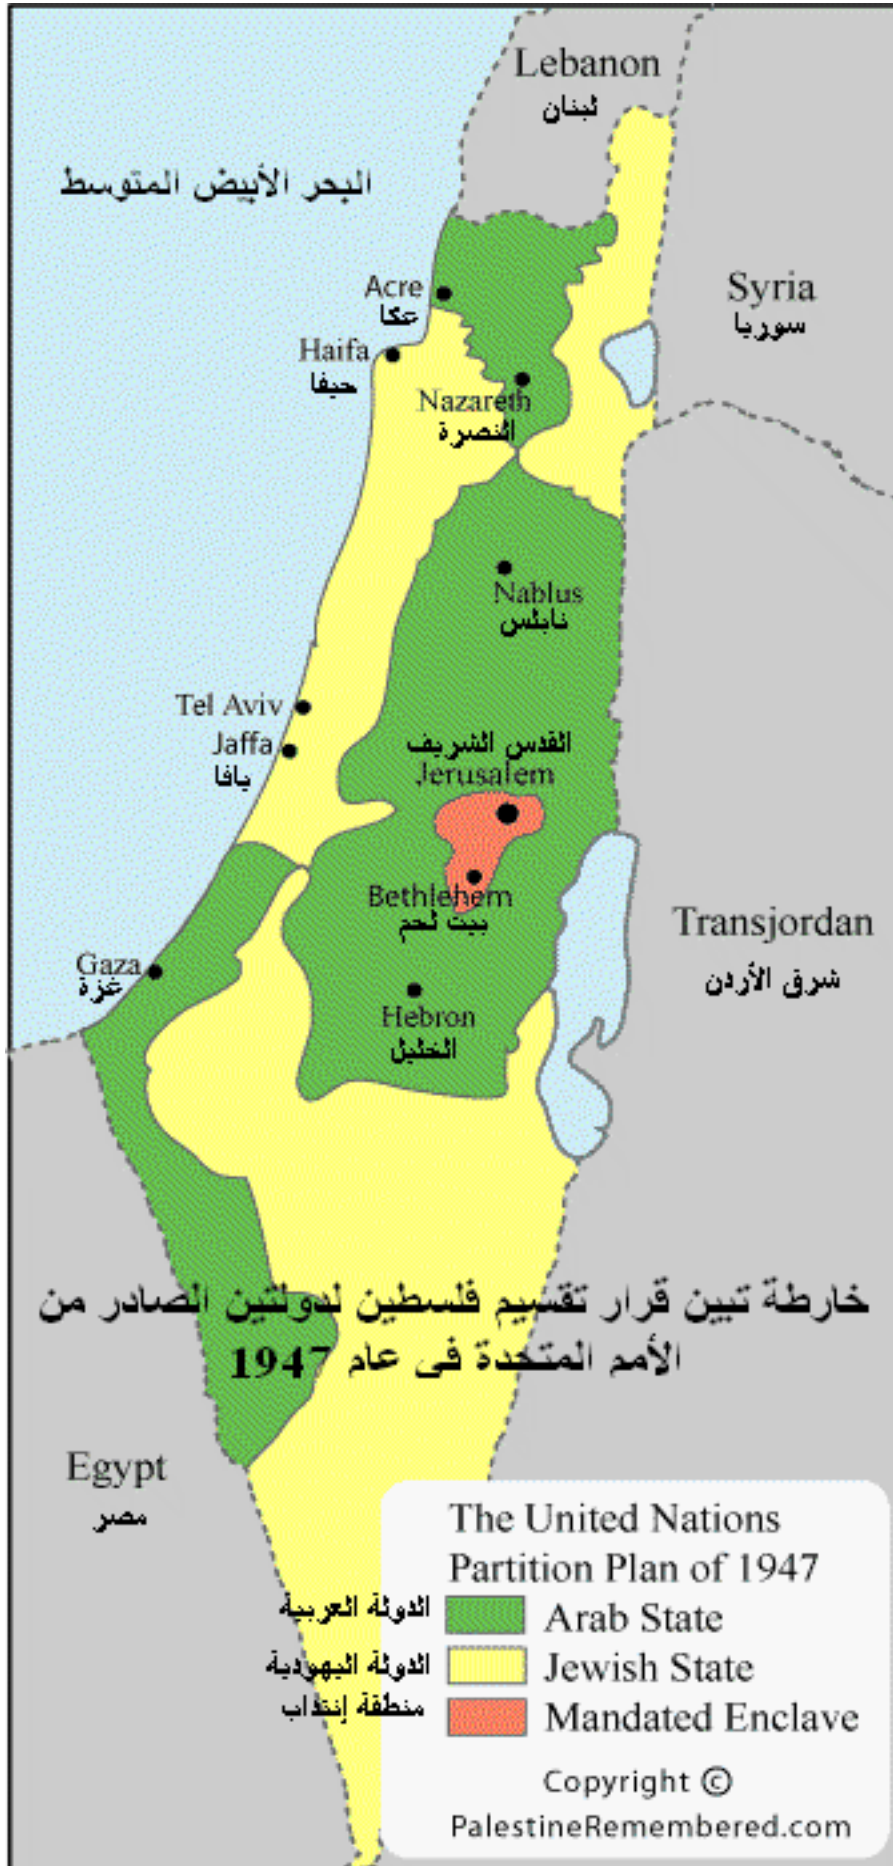 Lebanon
لبنان
البحر الأبيض المتوسط
Syria
سوريا
Acre
عكا
Haifa
حيفا
Nazareth
النصرة
Nablus
نابلس
Tel Aviv
Jaffa
يافا
القدس الشريف
Jerusalem
Bethlehem
بيت لحم
Transjordan
شرق الأردن
Gaza
غزة
Hebron
الخليل
خارطة تبين قرار تقسيم فلسطين لدولتين الصادر من
الأمم المتحدة فى عام 1947
Egypt
مصر
The United Nations
Partition Plan of 1947
الدولة العربية Arab State
الدولة اليهودية Jewish State
منطقة إنتداب Mandated Enclave
Copyright ©
PalestineRemembered.com